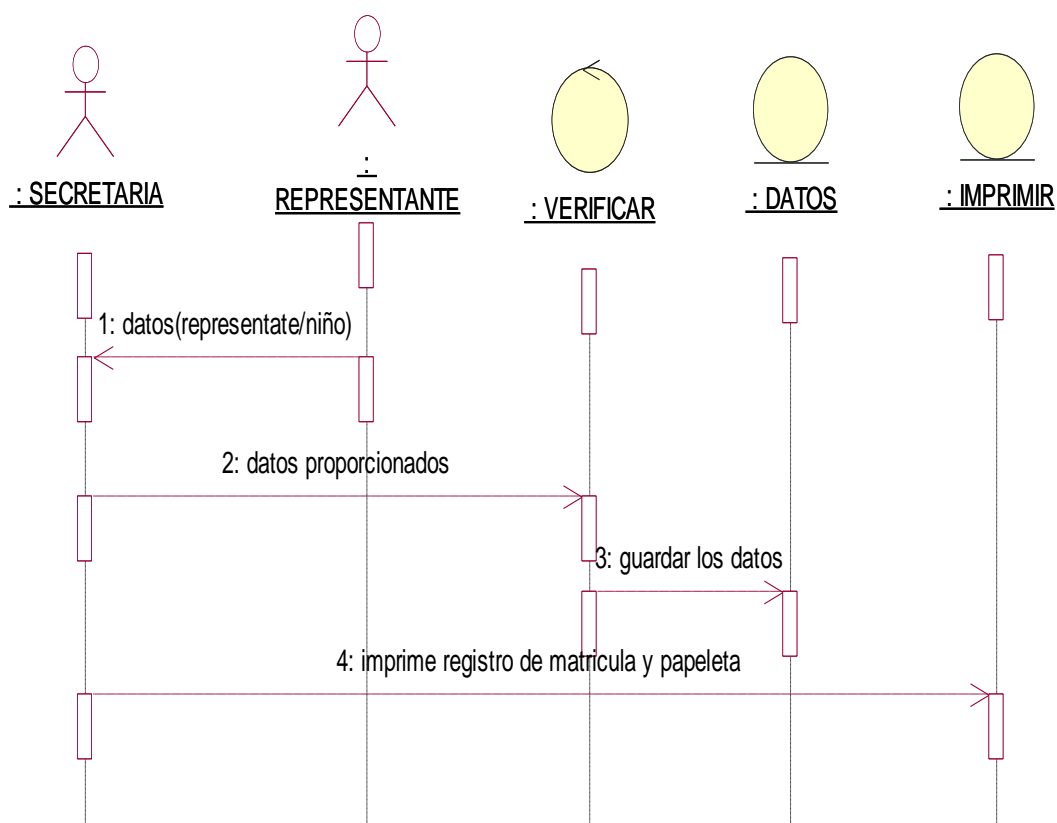 : SECRETARIA
:
REPRESENTANTE
: VERIFICAR
: DATOS
: IMPRIMIR
1: datos(representate/niño)
2: datos proporcionados
3: guardar los datos
4: imprime registro de matricula y papeleta